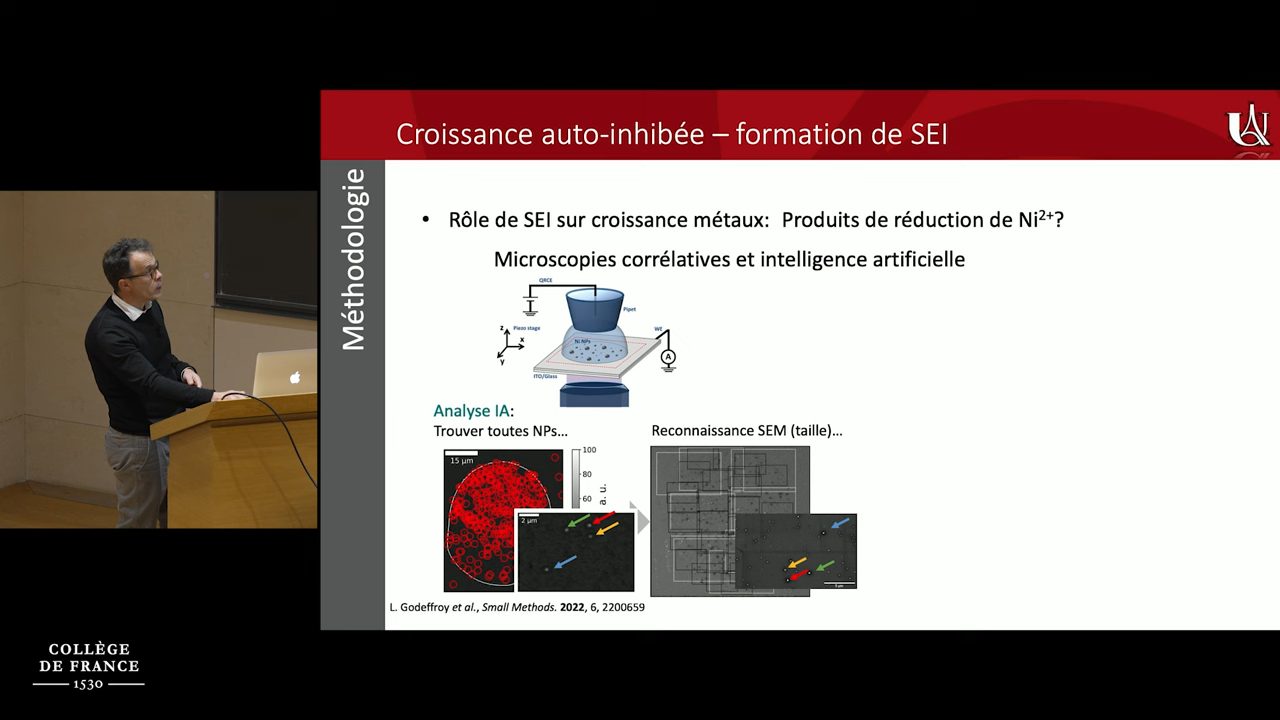 Croissance auto-inhibée – formation de SEI
Méthodologie
• Rôle de SEI sur croissance métaux: Produits de réduction de Ni²⁺?
Microscopies corrélatives et intelligence artificielle
QRCE
Pipet
z
Piezo stage
x
y
Ni NPs
WE
A
ITO/Glass
Analyse IA:
Trouver toutes NPs...
Reconnaissance SEM (taille)...
15 µm
100
80
60
a. u.
2 µm
L. Godeffroy et al., Small Methods. 2022, 6, 2200659
COLLÈGE
DE FRANCE
1530